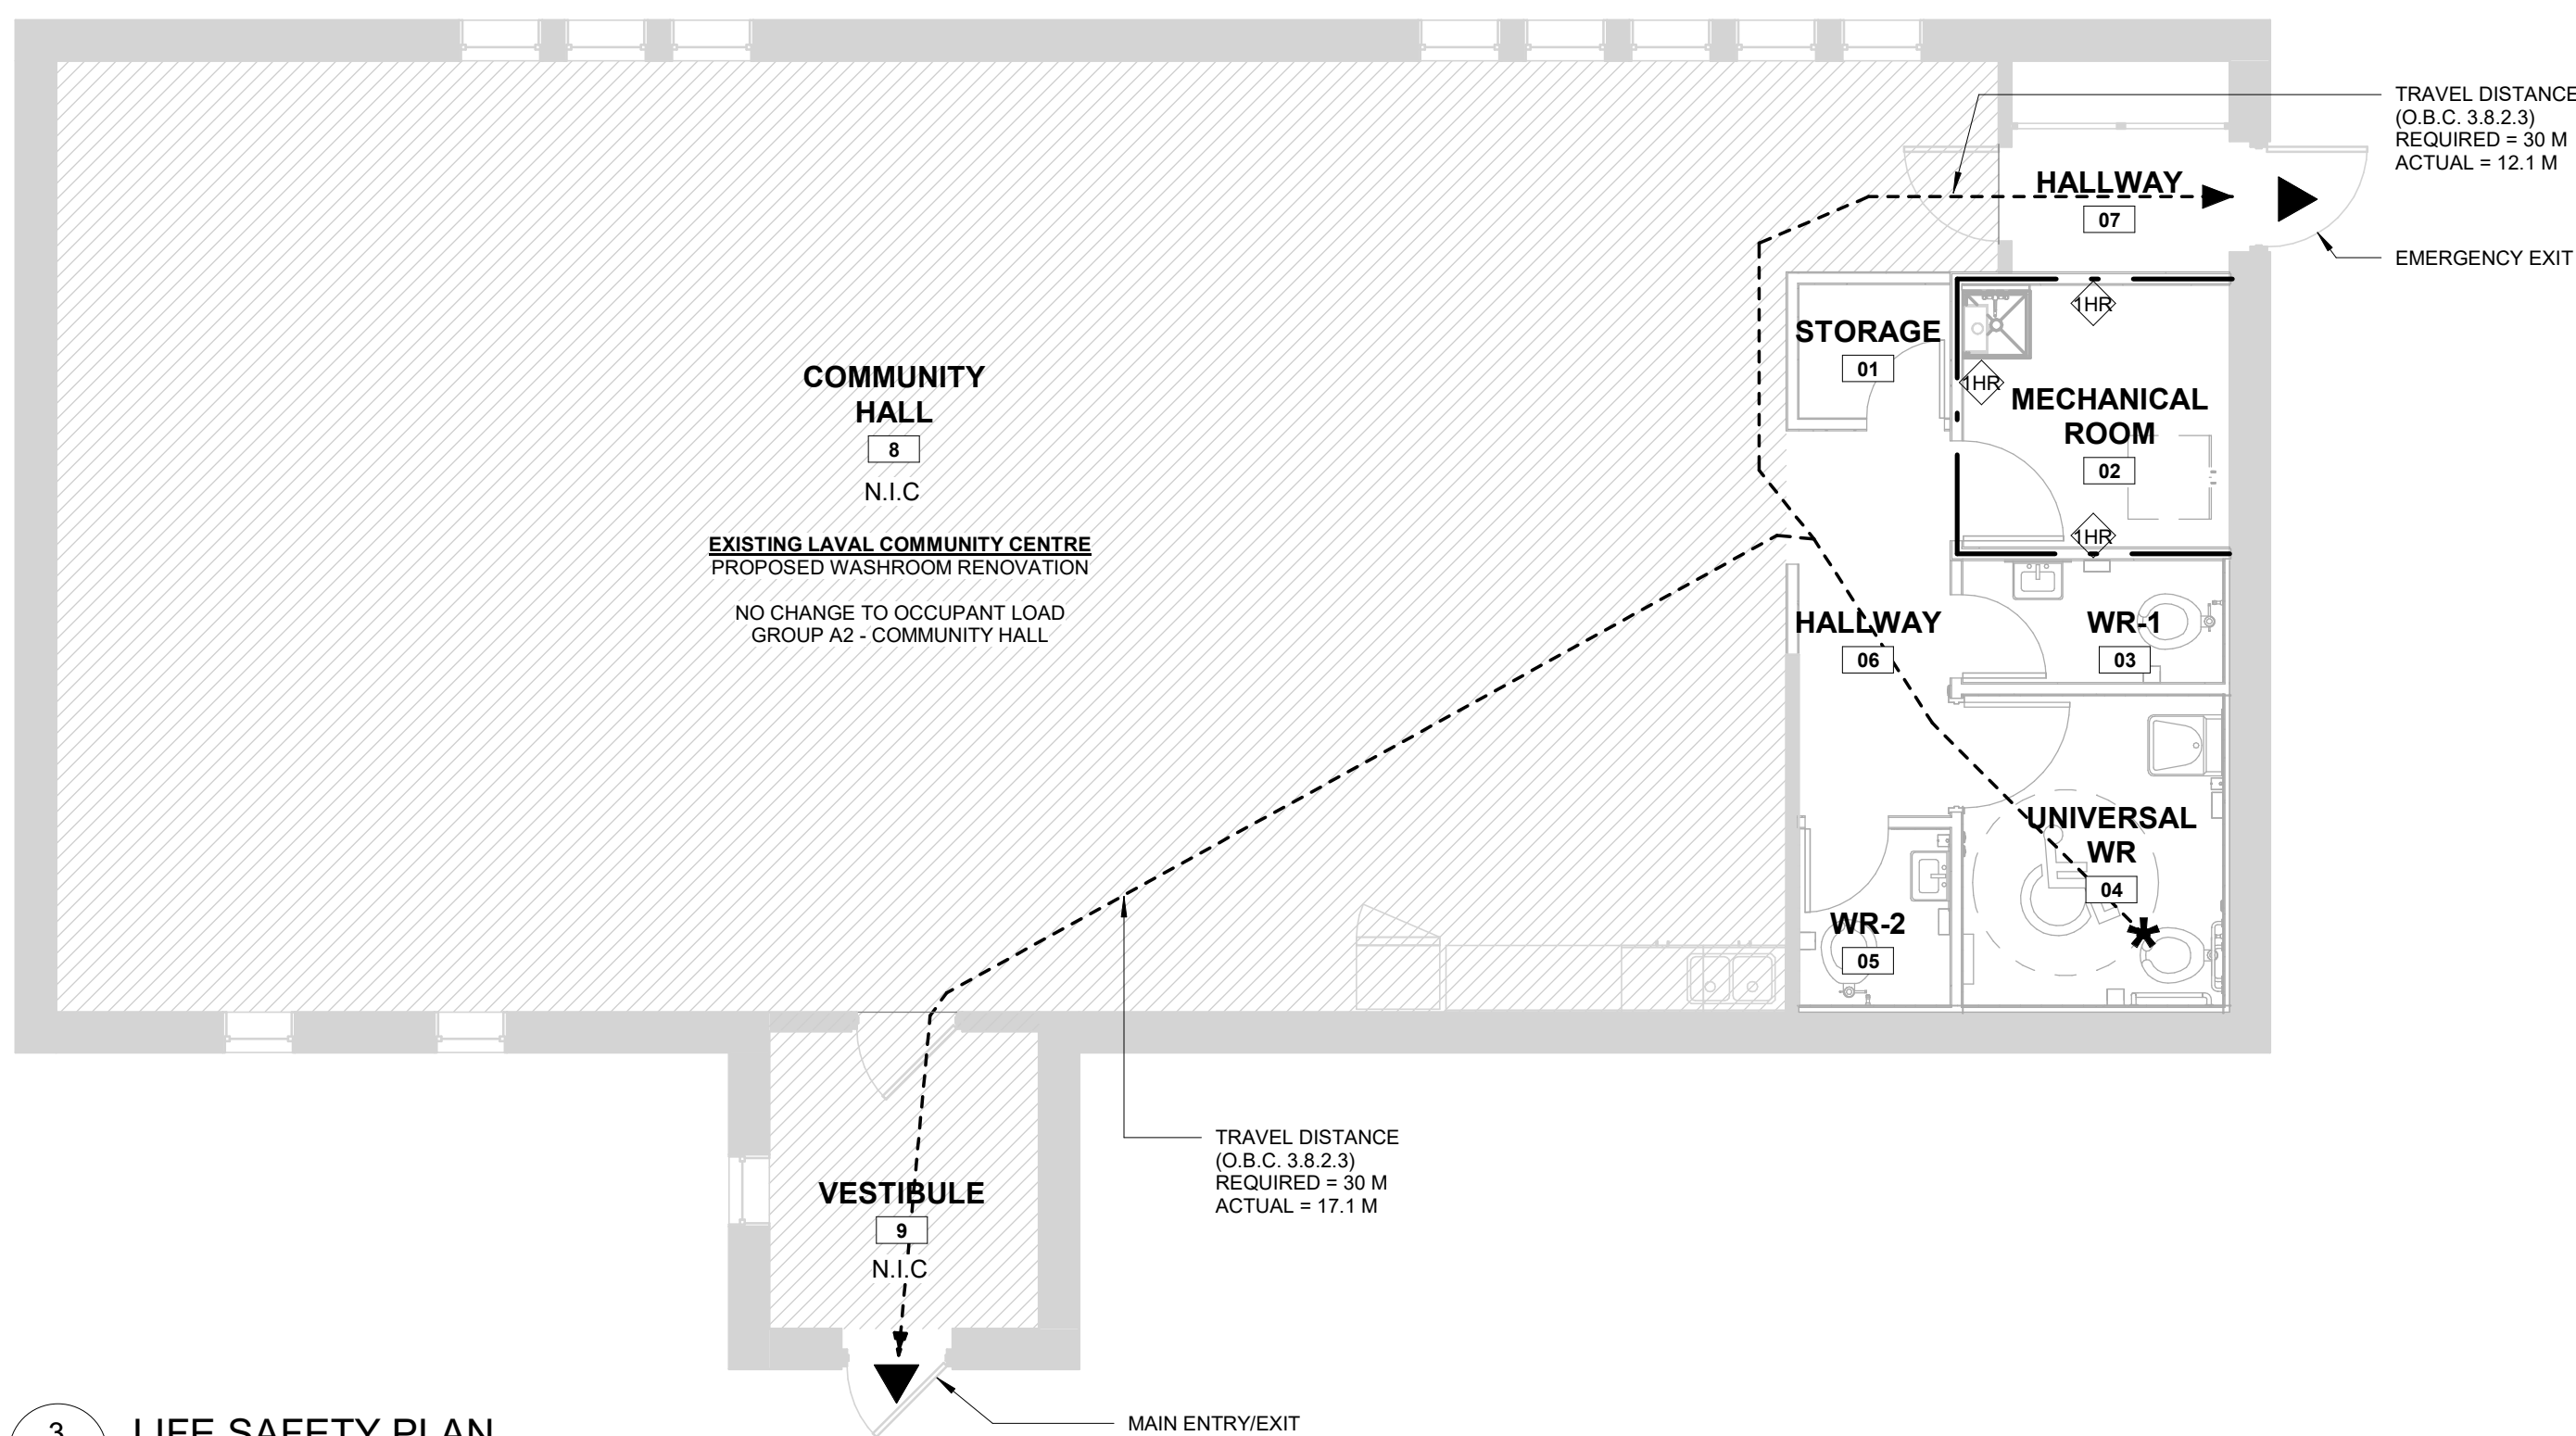 TRAVEL DISTANCE
(O.B.C. 3.8.2.3)
REQUIRED = 30 M
ACTUAL = 12.1 M
HALLWAY
07
EMERGENCY EXIT
1HR
STORAGE
01
1HR
MECHANICAL
ROOM
02
1HR
COMMUNITY
HALL
8
N.I.C
EXISTING LAVAL COMMUNITY CENTRE
PROPOSED WASHROOM RENOVATION
NO CHANGE TO OCCUPANT LOAD
GROUP A2 - COMMUNITY HALL
HALLWAY
06
WR-1
03
UNIVERSAL
WR
04
*
WR-2
05
TRAVEL DISTANCE
(O.B.C. 3.8.2.3)
REQUIRED = 30 M
ACTUAL = 17.1 M
VESTIBULE
9
N.I.C
MAIN ENTRY/EXIT
3
LIFE SAFETY PLAN